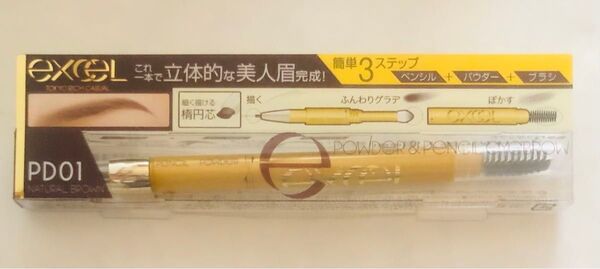 excel
TOKYO RICH CASUAL
これ一本で立体的な美人眉完成!
簡単3ステップ
ペンシル + パウダー + ブラシ
細く描ける
楕円芯
描く
ふんわりグラデ
ぼかす
excel
POWDER & PENCIL EYEBROW
PD01
NATURAL BROWN
excel